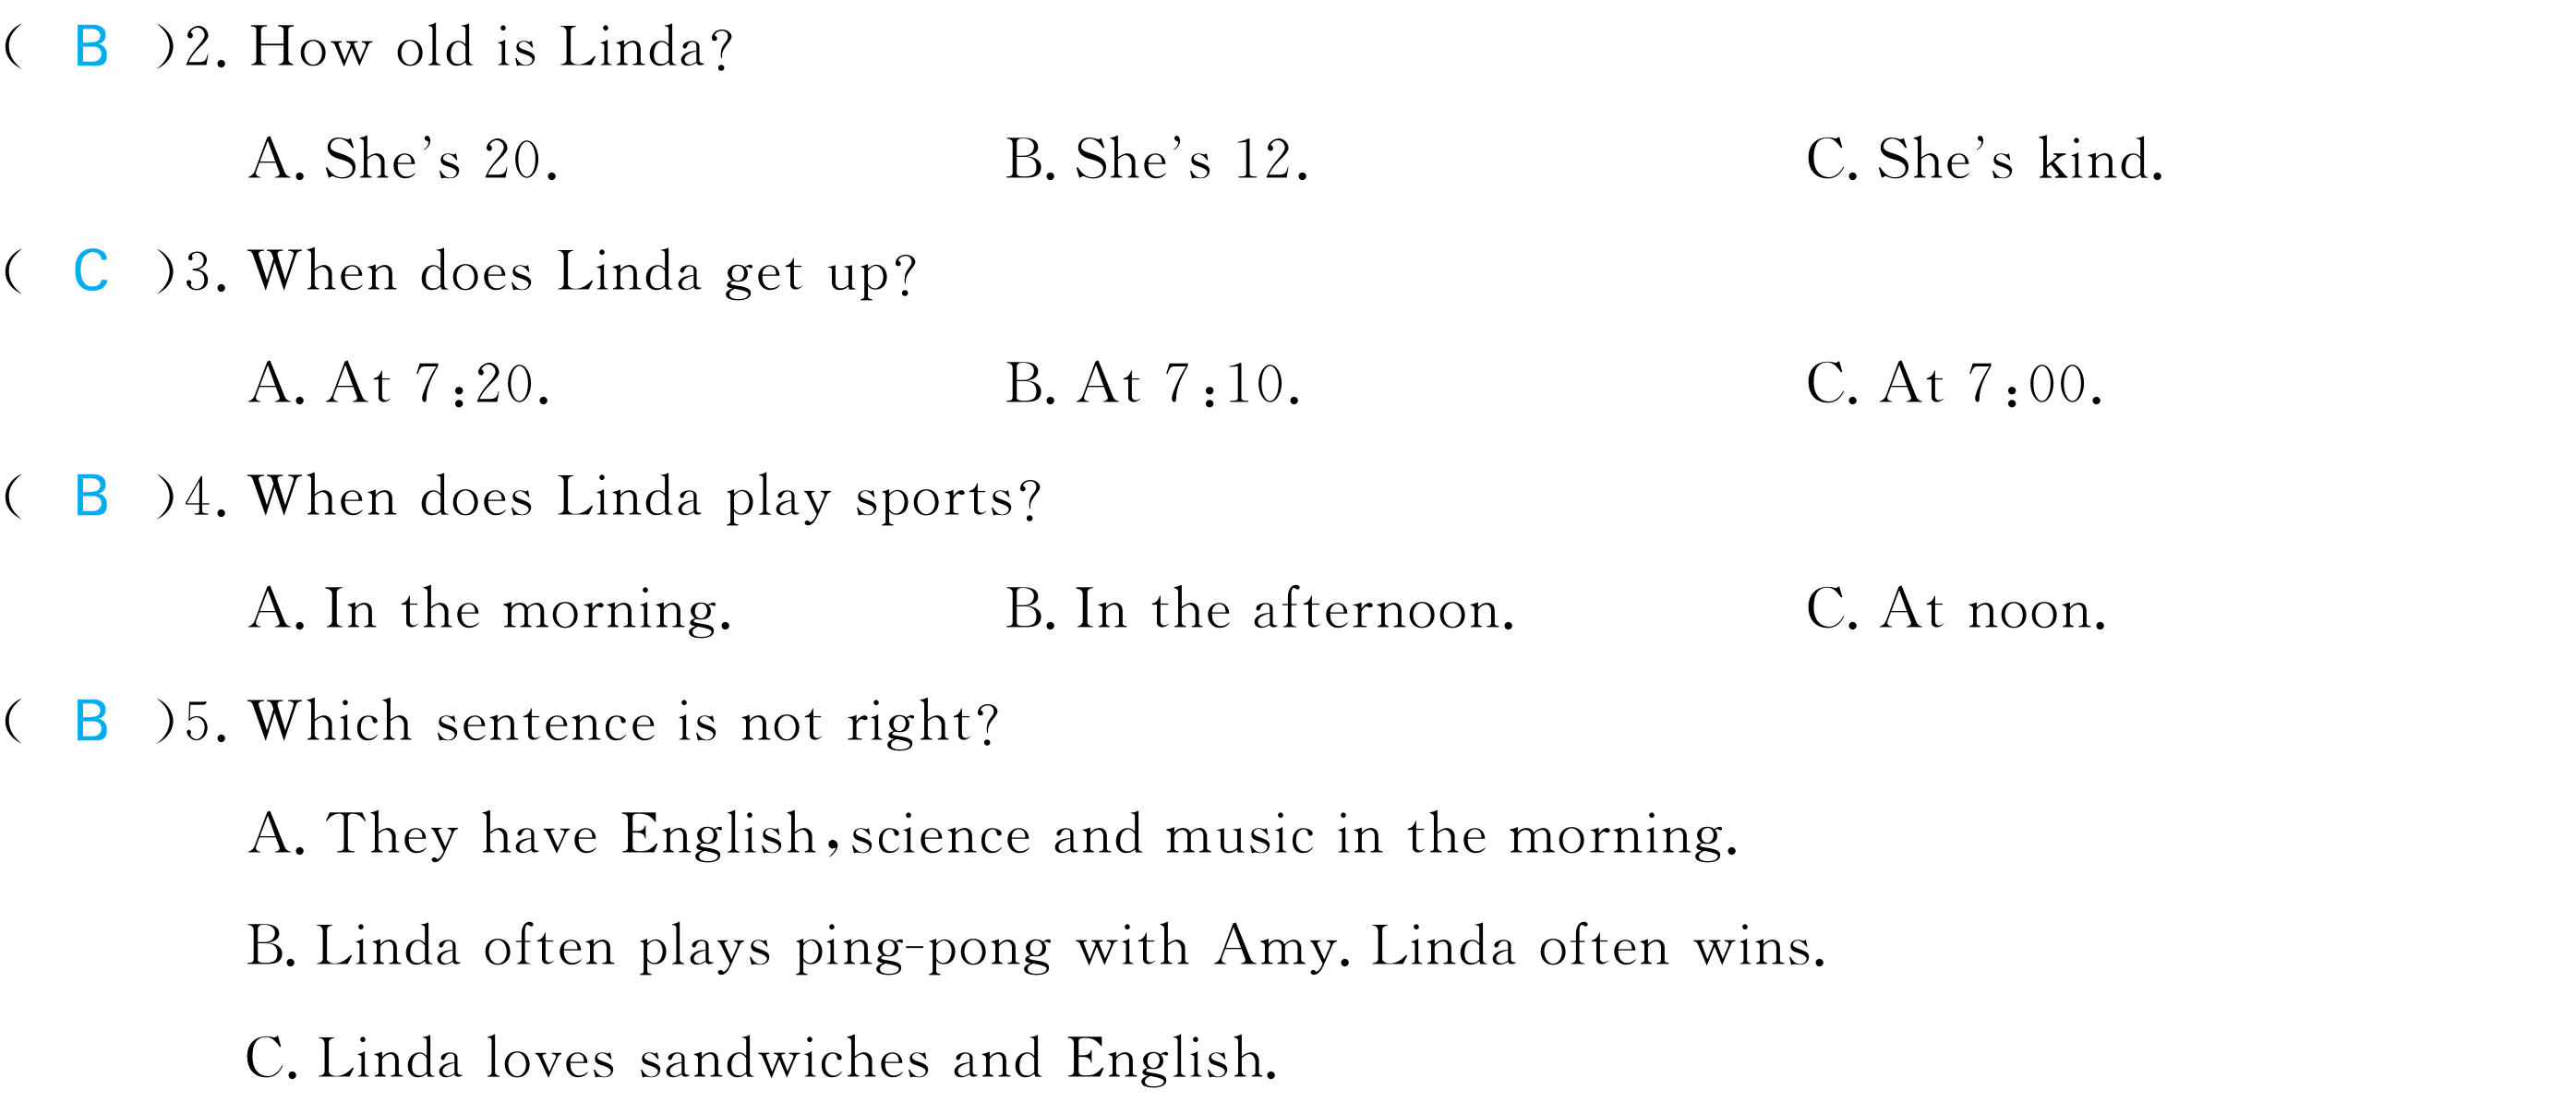 ( B )2. How old is Linda?
A. She's 20. B. She's 12. C. She's kind.
( C )3. When does Linda get up?
A. At 7:20. B. At 7:10. C. At 7:00.
( B )4. When does Linda play sports?
A. In the morning. B. In the afternoon. C. At noon.
( B )5. Which sentence is not right?
A. They have English,science and music in the morning.
B. Linda often plays ping-pong with Amy. Linda often wins.
C. Linda loves sandwiches and English.